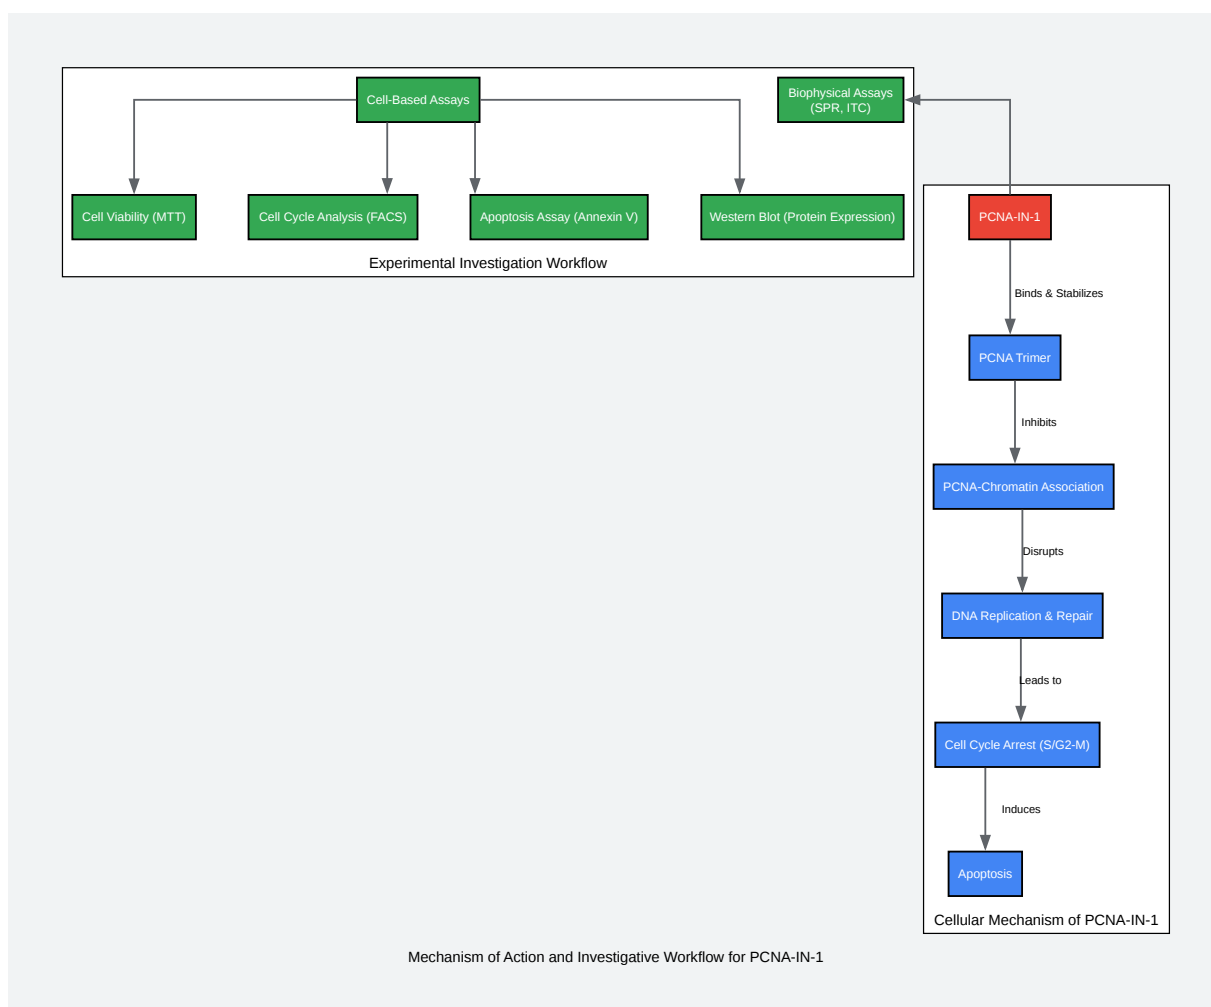 Cell-Based Assays
Biophysical Assays
(SPR, ITC)
Cell Viability (MTT)
Cell Cycle Analysis (FACS)
Apoptosis Assay (Annexin V)
Western Blot (Protein Expression)
Experimental Investigation Workflow
PCNA-IN-1
Binds & Stabilizes
PCNA Trimer
Inhibits
PCNA-Chromatin Association
Disrupts
DNA Replication & Repair
Leads to
Cell Cycle Arrest (S/G2-M)
Induces
Apoptosis
Cellular Mechanism of PCNA-IN-1
Mechanism of Action and Investigative Workflow for PCNA-IN-1